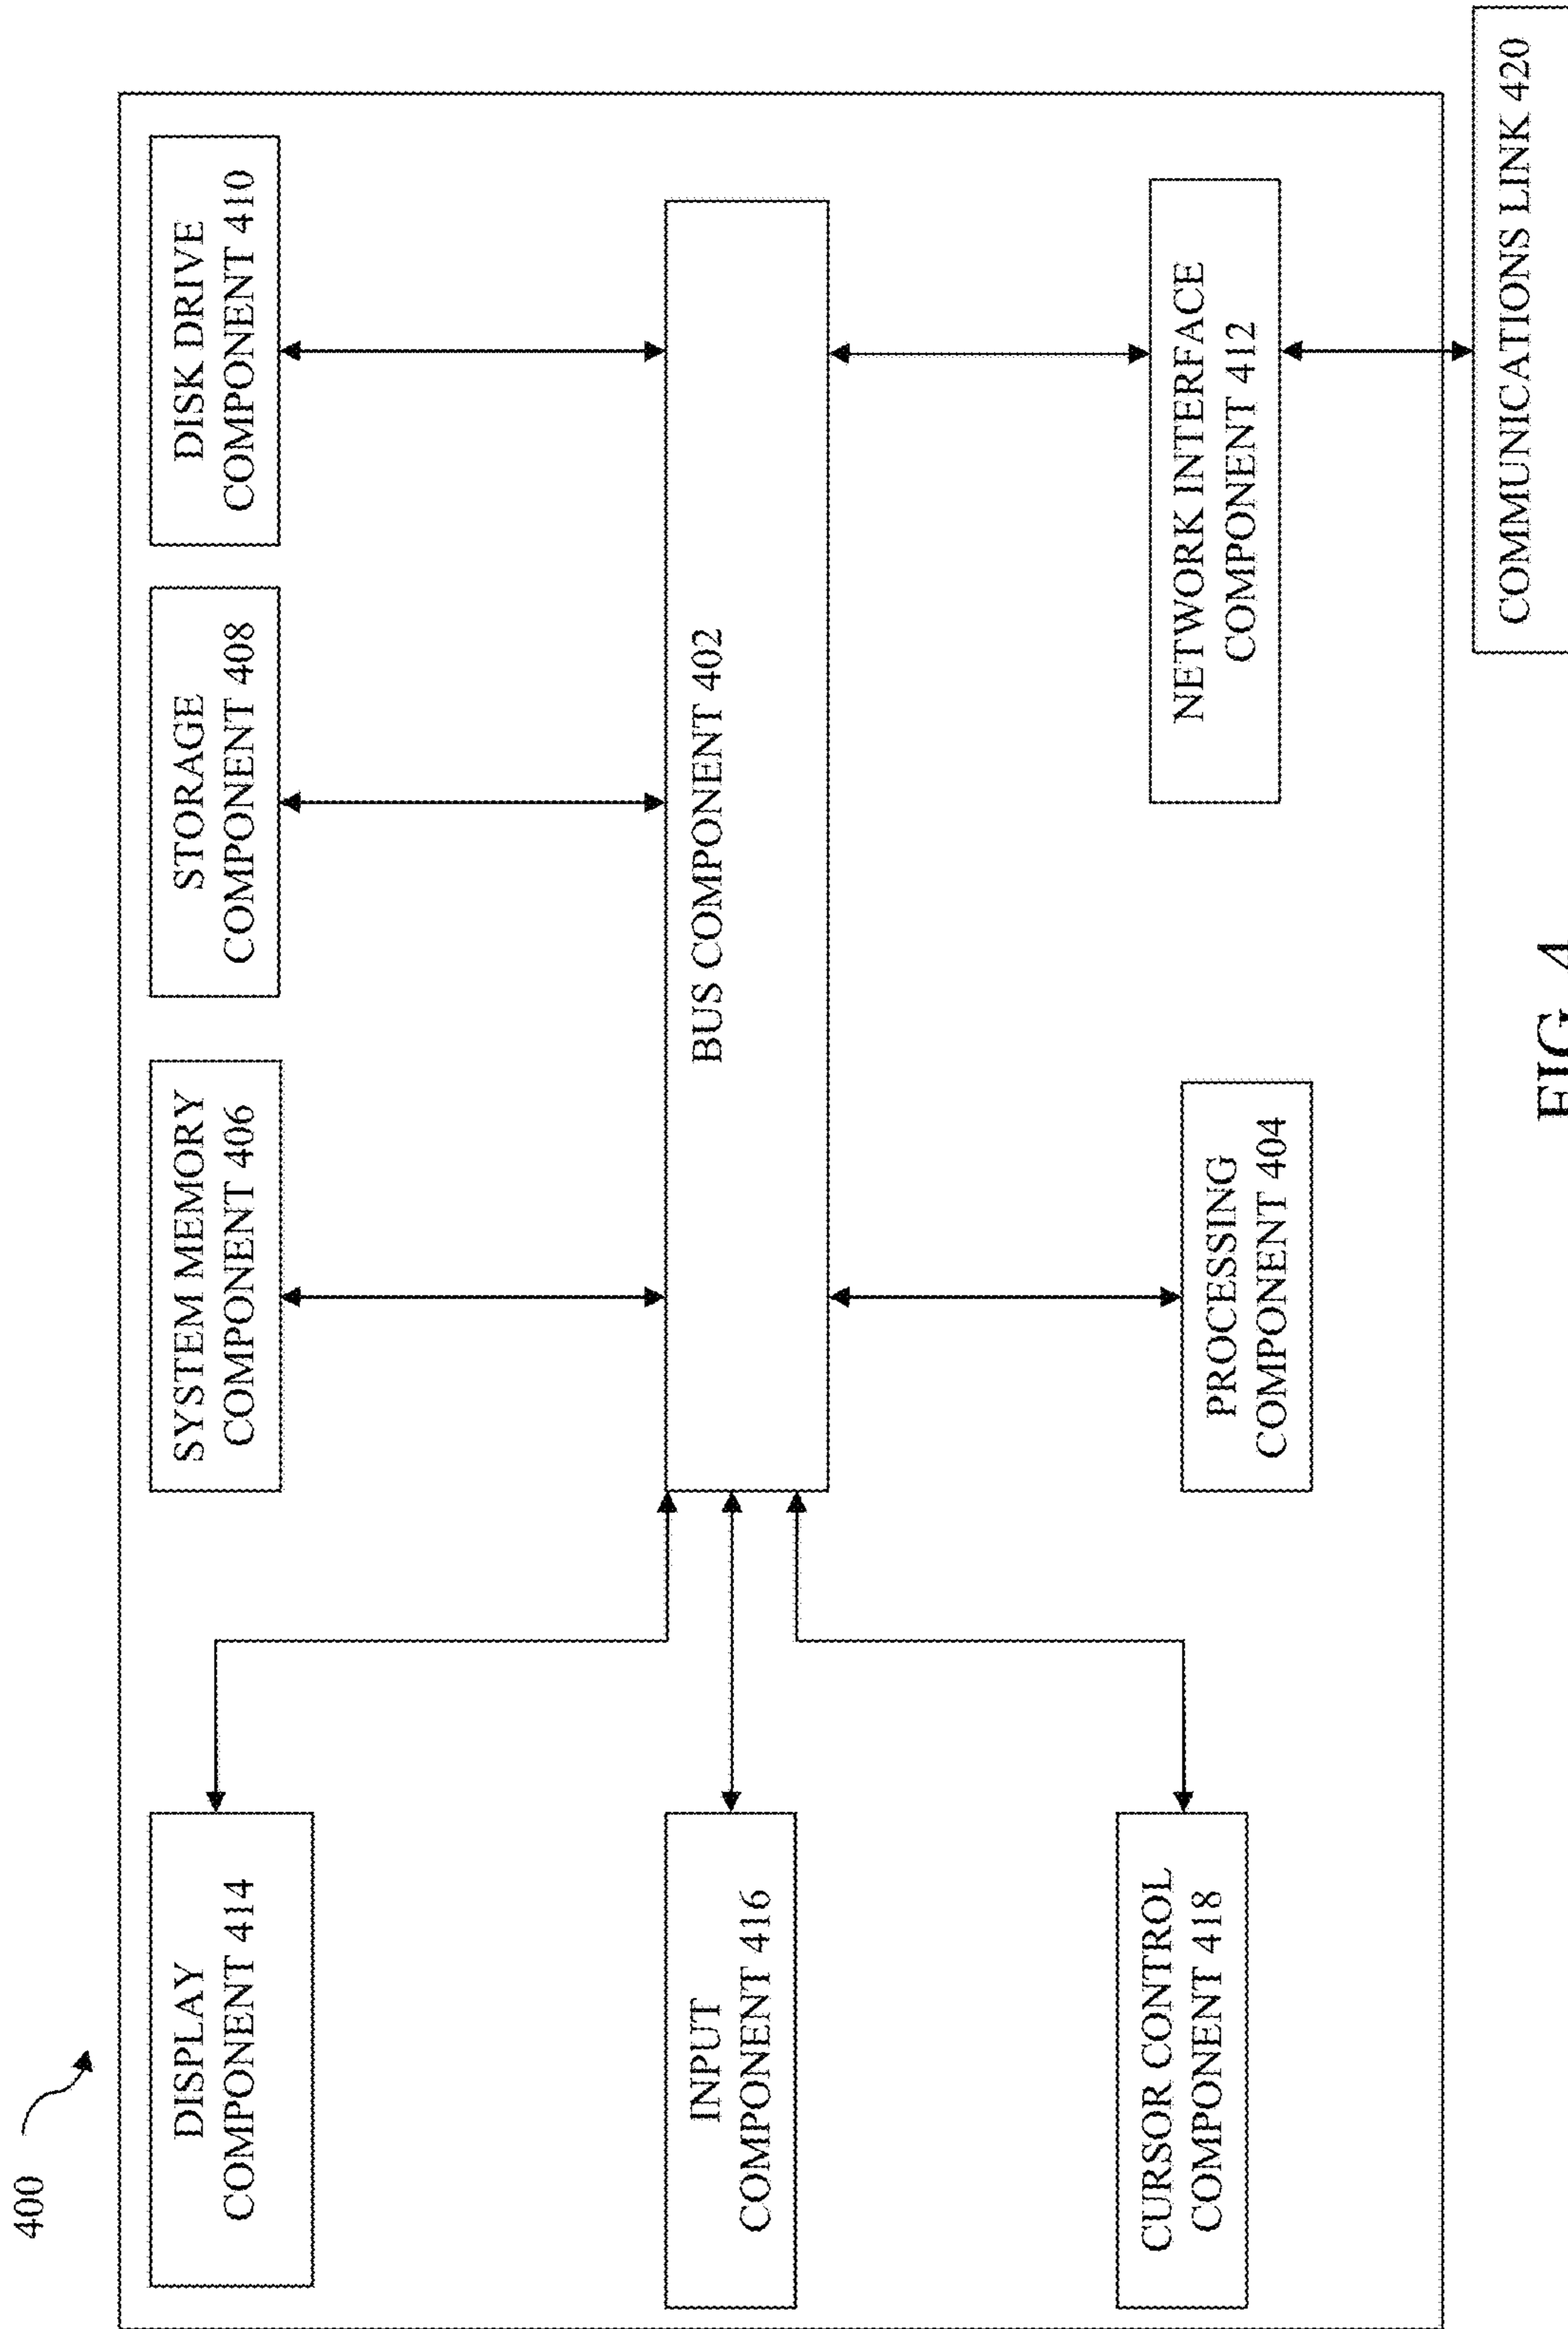 400
DISPLAY
COMPONENT 414
SYSTEM MEMORY
COMPONENT 406
STORAGE
COMPONENT 408
DISK DRIVE
COMPONENT 410
INPUT
COMPONENT 416
BUS COMPONENT 402
CURSOR CONTROL
COMPONENT 418
PROCESSING
COMPONENT 404
NETWORK INTERFACE
COMPONENT 412
COMMUNICATIONS LINK 420
FIG. 4